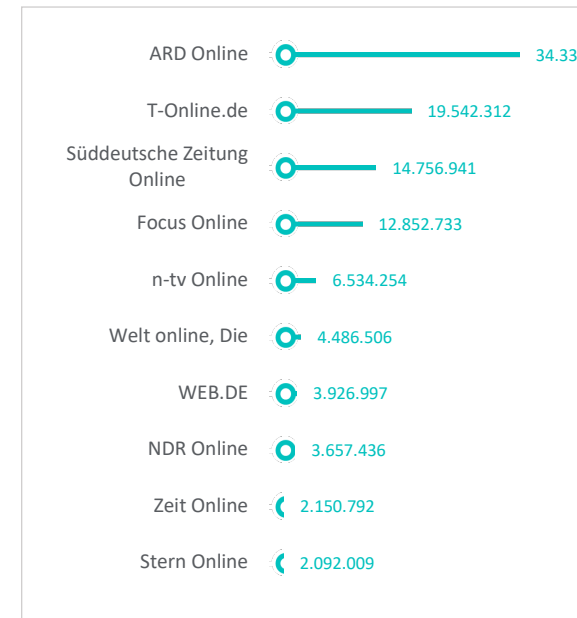 ARD Online
34.33
T-Online.de
19.542.312
Süddeutsche Zeitung
Online
14.756.941
Focus Online
12.852.733
n-tv Online
6.534.254
Welt online, Die
4.486.506
WEB.DE
3.926.997
NDR Online
3.657.436
Zeit Online
2.150.792
Stern Online
2.092.009